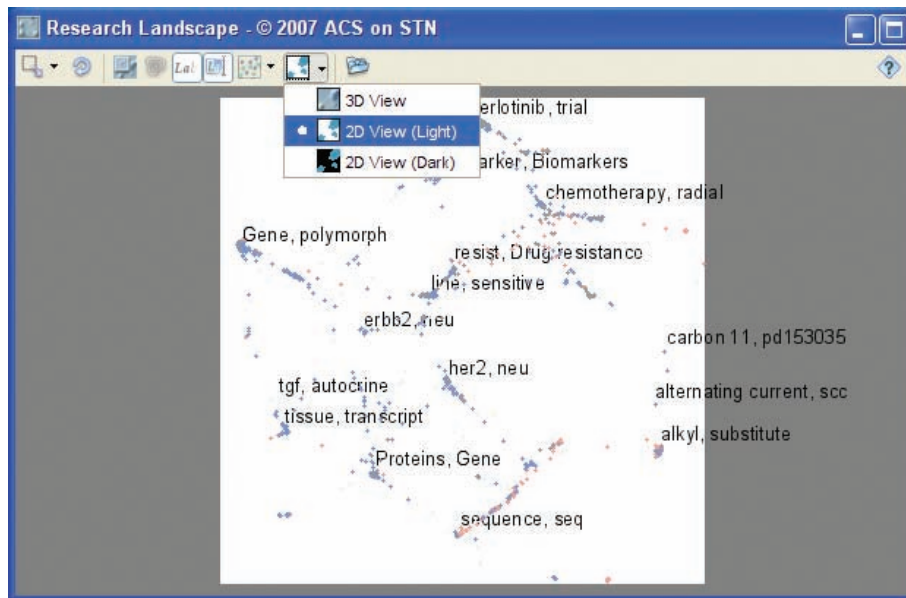 Research Landscape - © 2007 ACS on STN
Lab
3D View
2D View (Light)
2D View (Dark)
erlotinib, trial
arker, Biomarkers
chemotherapy, radial
Gene, polymorph
resist, Drug resistance
line, sensitive
erbb2, neu
carbon 11, pd153035
her2, neu
tgf, autocrine
alternating current, scc
tissue, transcript
alkyl, substitute
Proteins, Gene
sequence, seq